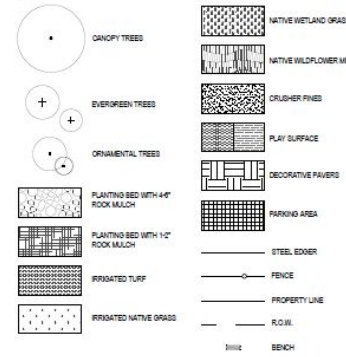 CANOPY TREES
EVERGREEN TREES
ORNAMENTAL TREES
PLANTING BED WITH 4-6"
ROCK MULCH
PLANTING BED WITH 1-2"
ROCK MULCH
IRRIGATED TURF
IRRIGATED NATIVE GRASS
NATIVE WETLAND GRAS
NATIVE WILDFLOWER M
CRUSHER FINES
PLAY SURFACE
DECORATIVE PAVERS
PARKING AREA
STEEL EDGER
FENCE
PROPERTY LINE
R.O.W.
BENCH